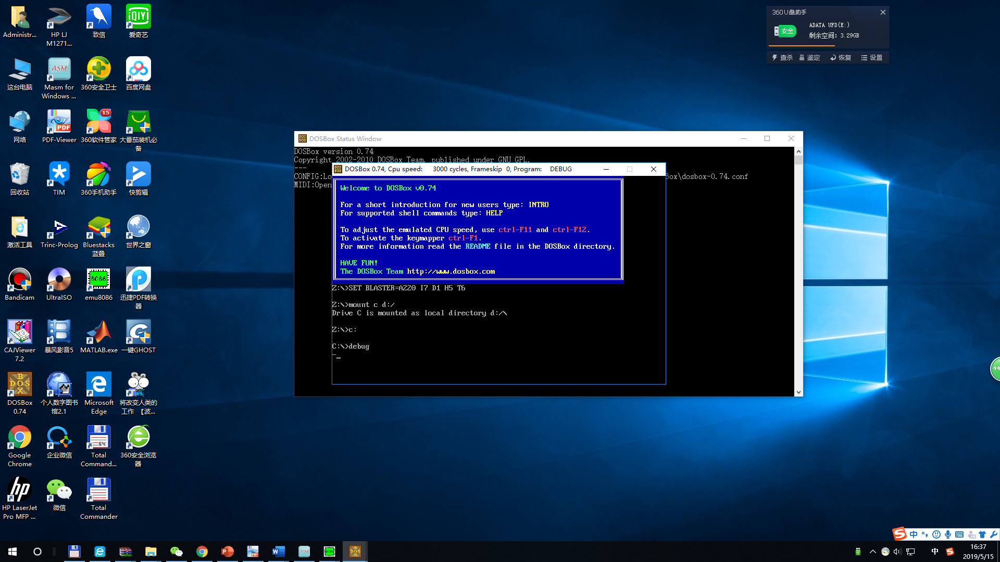 Administr...
HP LJ
M1271...
致信
爱奇艺
这台电脑
Masm for
Windows ...
360安全卫士
百度网盘
网络
PDF-Viewer
360软件管家
大番茄装机必
备
回收站
TIM
360手机助手
快剪辑
激活工具
Trinc-Prolog
Bluestacks
蓝叠
世界之窗
Bandicam
UltraISO
emu8086
迅捷PDF转换
器
CAJViewer
7.2
暴风影音5
MATLAB.exe
一键GHOST
DOSBox
0.74
个人数字图书
馆2.1
Microsoft
Edge
将改变人类的
工作 【波...
Google
Chrome
企业微信
Total
Command...
360安全浏览
器
HP LaserJet
Pro MFP ...
微信
Total
Commander
360U盘助手
安全
ADATA UFD(E:)
剩余空间: 3.29GB
查杀 鉴定 恢复 设置
DOSBox Status Window
DOSBox version 0.74
Copyright 2002-2010 DOSBox Team, published under GNU GPL.
---
CONFIG:Lo
Box\dosbox-0.74.conf
MIDI:Open
DOSBox 0.74, Cpu speed: 3000 cycles, Frameskip 0, Program: DEBUG
Welcome to DOSBox v0.74
For a short introduction for new users type: INTRO
For supported shell commands type: HELP
To adjust the emulated CPU speed, use ctrl-F11 and ctrl-F12.
To activate the keymapper ctrl-F1.
For more information read the README file in the DOSBox directory.
HAVE FUN!
The DOSBox Team http://www.dosbox.com
Z:\>SET BLASTER=A220 I7 D1 H5 T6
Z:\>mount c d:/
Drive C is mounted as local directory d:/\
Z:\>c:
C:\>debug
-_
44
中
中
16:37
2019/5/15